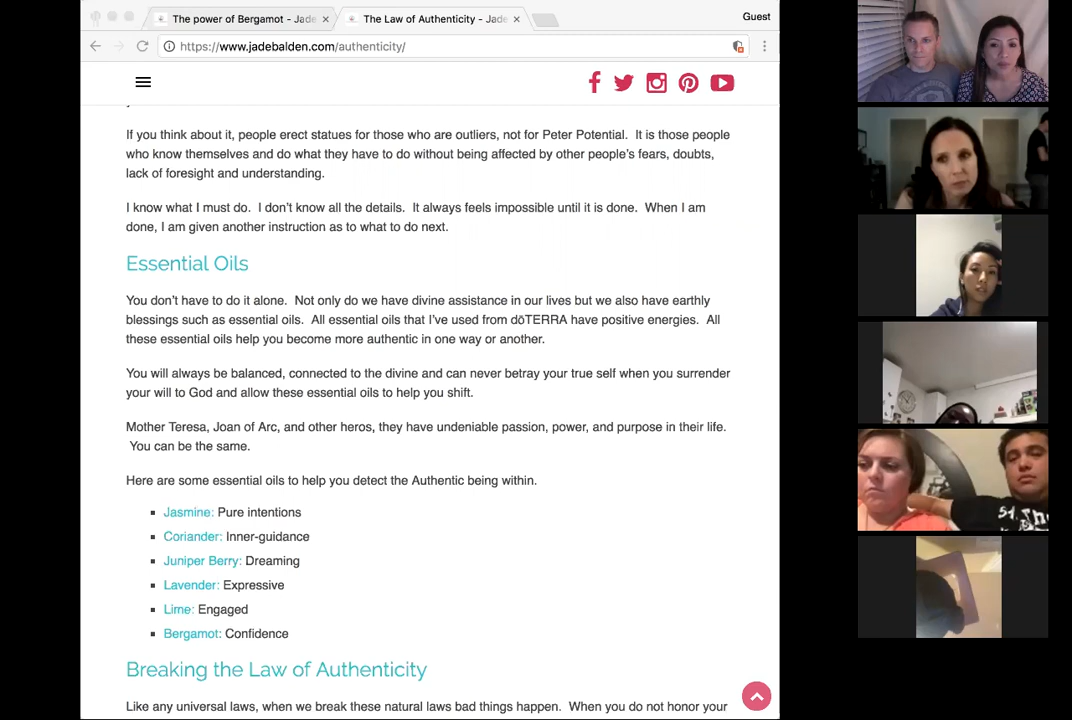 The power of Bergamot - Jade
The Law of Authenticity - Jade
Guest
https://www.jadebalden.com/authenticity/
If you think about it, people erect statues for those who are outliers, not for Peter Potential.  It is those people
who know themselves and do what they have to do without being affected by other people's fears, doubts,
lack of foresight and understanding.
I know what I must do.  I don't know all the details.  It always feels impossible until it is done.  When I am
done, I am given another instruction as to what to do next.
Essential Oils
You don't have to do it alone.  Not only do we have divine assistance in our lives but we also have earthly
blessings such as essential oils.  All essential oils that I've used from dōTERRA have positive energies.  All
these essential oils help you become more authentic in one way or another.
You will always be balanced, connected to the divine and can never betray your true self when you surrender
your will to God and allow these essential oils to help you shift.
Mother Teresa, Joan of Arc, and other heros, they have undeniable passion, power, and purpose in their life.
You can be the same.
Here are some essential oils to help you detect the Authentic being within.
Jasmine: Pure intentions
Coriander: Inner-guidance
Juniper Berry: Dreaming
Lavender: Expressive
Lime: Engaged
Bergamot: Confidence
Breaking the Law of Authenticity
Like any universal laws, when we break these natural laws bad things happen.  When you do not honor your